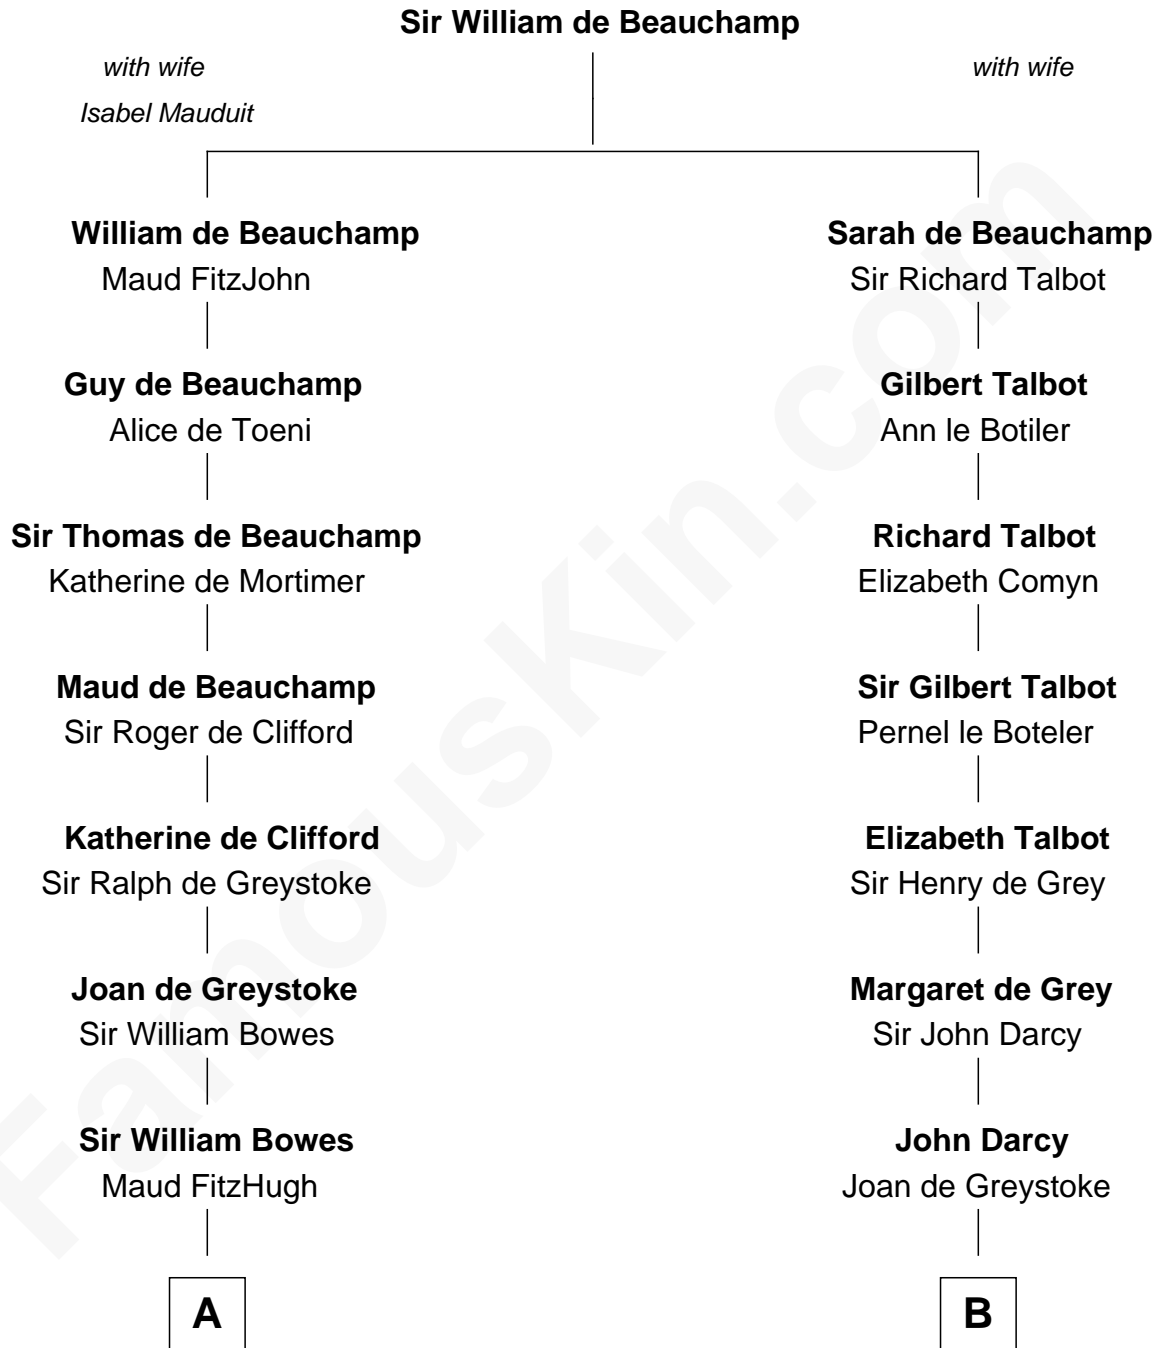 Sir William de Beauchamp
with wife
with wife
Isabel Mauduit
William de Beauchamp
Sarah de Beauchamp
Maud FitzJohn
Sir Richard Talbot
Guy de Beauchamp
Gilbert Talbot
Alice de Toeni
Ann le Botiler
Sir Thomas de Beauchamp
Richard Talbot
Katherine de Mortimer
Elizabeth Comyn
Maud de Beauchamp
Sir Gilbert Talbot
Sir Roger de Clifford
Pernel le Boteler
Katherine de Clifford
Elizabeth Talbot
Sir Ralph de Greystoke
Sir Henry de Grey
Joan de Greystoke
Margaret de Grey
Sir William Bowes
Sir John Darcy
Sir William Bowes
John Darcy
Maud FitzHugh
Joan de Greystoke
A
B
FamousKin.com